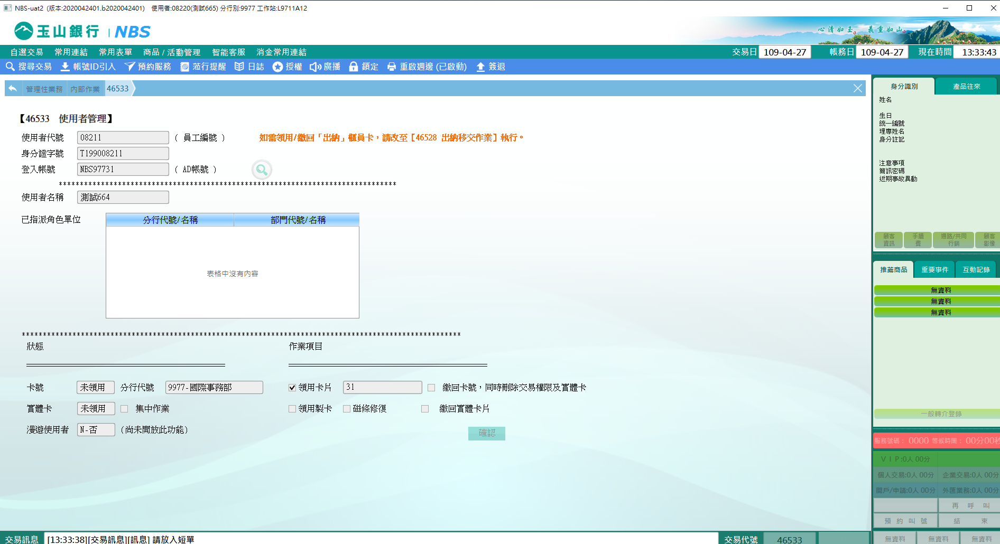 NBS-uat2 (版本:2020042401.b2020042401) 使用者:08220(測試665) 分行別:9977 工作站:L9711A12
玉山銀行 | NBS
心清如玉 義重如山
自選交易 常用連結 常用表單 商品 / 活動管理 智能客服 消金常用連結 交易日 109-04-27 帳務日 109-04-27 現在時間 13:33:43
搜尋交易 帳號ID引入 預約服務 蒞行提醒 日誌 授權 廣播 鎖定 重啟週邊 (已啟動) 簽退
管理性業務 內部作業 46533
【46533 使用者管理】
使用者代號 08211 ( 員工編號 ) 如需領用/繳回「出納」櫃員卡，請改至【46528 出納移交作業】執行。
身分證字號 T199008211
登入帳號 NBS97731 ( AD帳號 )
********************************************************************************
使用者名稱 測試664
已指派角色單位 分行代號/名稱 部門代號/名稱
表格中沒有內容
********************************************************************************************************
狀態 作業項目
卡號 未領用 分行代號 9977-國際事務部 領用卡片 31 繳回卡號，同時刪除交易權限及實體卡
實體卡 未領用 集中作業 領用製卡 磁條修復 繳回實體卡片
漫遊使用者 N-否 (尚未開放此功能)
確認
身分識別 產品往來
姓名
生日
統一編號
理專姓名
身分註記
注意事項
簡訊密碼
近期事故異動
顧客資訊 手續費 通路/共同行銷 顧客影像
推薦商品 重要事件 互動記錄
無資料
無資料
無資料
一般轉介登錄
服務號碼： 0000 等候時間： 00分00秒
ＶＩＰ:0人 00分
個人交易:0人 00分 企業交易:0人 00分
開戶/申請:0人 00分 外匯業務:0人 00分
再 呼 叫
預 約 叫 號 結 束
無資料 無資料 無資料
交易訊息 [13:33:38][交易訊息][訊息] 請放入短單 交易代號 46533